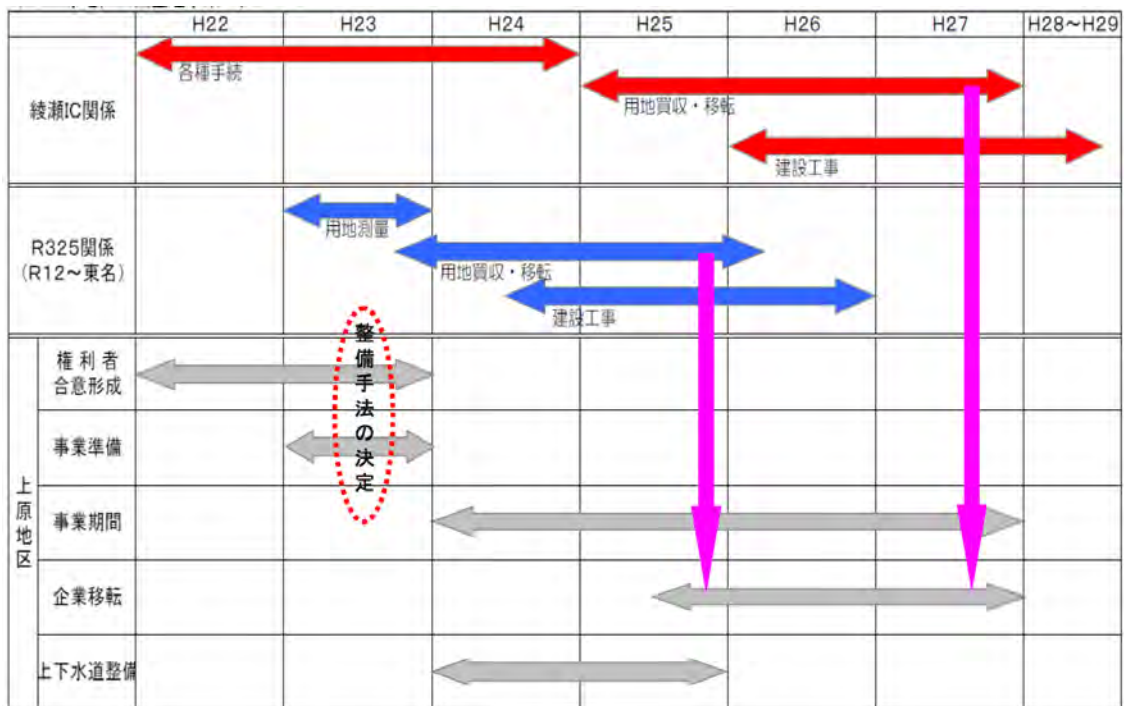 H22 H23 H24 H25 H26 H27 H28～H29
綾瀬IC関係
各種手続
用地買収・移転
建設工事
R325関係
（R12～東名）
用地測量
用地買収・移転
建設工事
上原地区
権利者
合意形成
事業準備
事業期間
企業移転
上下水道整備
整備手法の決定